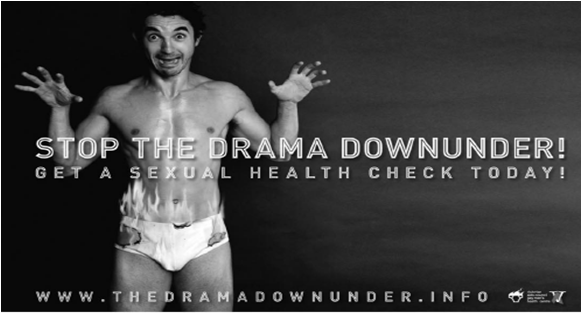 STOP THE DRAMA DOWNUNDER!
GET A SEXUAL HEALTH CHECK TODAY!
WWW.THEDRAMADOWNUNDER.INFO